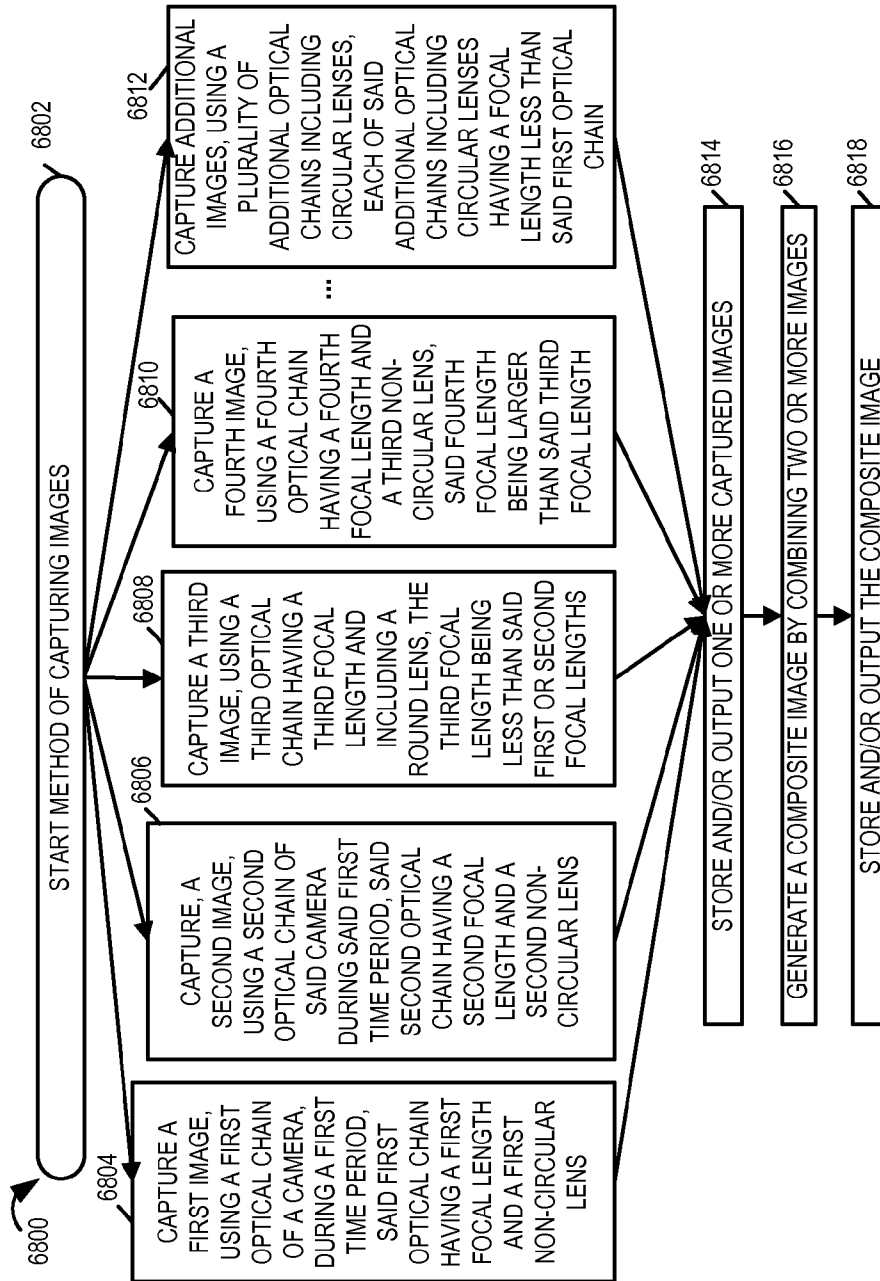 6800
START METHOD OF CAPTURING IMAGES
6802
6804
CAPTURE A
FIRST IMAGE,
USING A FIRST
OPTICAL CHAIN
OF A CAMERA,
DURING A FIRST
TIME PERIOD,
SAID FIRST
OPTICAL CHAIN
HAVING A FIRST
FOCAL LENGTH
AND A FIRST
NON-CIRCULAR
LENS
6806
CAPTURE, A
SECOND IMAGE,
USING A SECOND
OPTICAL CHAIN OF
SAID CAMERA
DURING SAID FIRST
TIME PERIOD, SAID
SECOND OPTICAL
CHAIN HAVING A
SECOND FOCAL
LENGTH AND A
SECOND NON-
CIRCULAR LENS
6808
CAPTURE A THIRD
IMAGE, USING A
THIRD OPTICAL
CHAIN HAVING A
THIRD FOCAL
LENGTH AND
INCLUDING A
ROUND LENS, THE
THIRD FOCAL
LENGTH BEING
LESS THAN SAID
FIRST OR SECOND
FOCAL LENGTHS
6810
CAPTURE A
FOURTH IMAGE,
USING A FOURTH
OPTICAL CHAIN
HAVING A FOURTH
FOCAL LENGTH AND
A THIRD NON-
CIRCULAR LENS,
SAID FOURTH
FOCAL LENGTH
BEING LARGER
THAN SAID THIRD
FOCAL LENGTH
...
6812
CAPTURE ADDITIONAL
IMAGES, USING A
PLURALITY OF
ADDITIONAL OPTICAL
CHAINS INCLUDING
CIRCULAR LENSES,
EACH OF SAID
ADDITIONAL OPTICAL
CHAINS INCLUDING
CIRCULAR LENSES
HAVING A FOCAL
LENGTH LESS THAN
SAID FIRST OPTICAL
CHAIN
6814
STORE AND/OR OUTPUT ONE OR MORE CAPTURED IMAGES
6816
GENERATE A COMPOSITE IMAGE BY COMBINING TWO OR MORE IMAGES
6818
STORE AND/OR OUTPUT THE COMPOSITE IMAGE